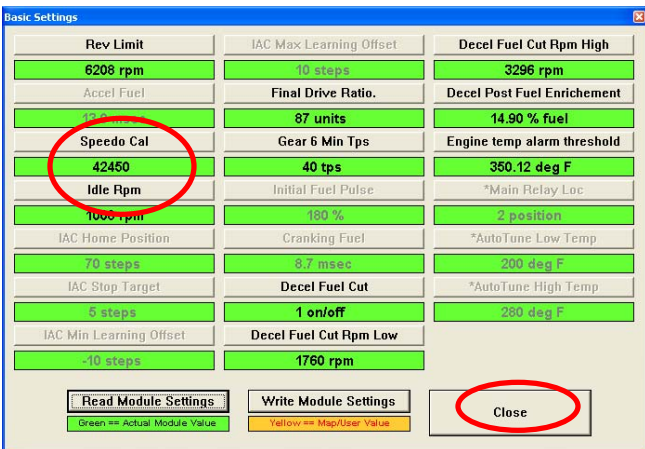 Basic Settings
Rev Limit
6208 rpm
Accel Fuel
Speedo Cal
42450
Idle Rpm
1000 rpm
IAC Home Position
70 steps
IAC Stop Target
5 steps
IAC Min Learning Offset
-10 steps
IAC Max Learning Offset
10 steps
Final Drive Ratio.
87 units
Gear 6 Min Tps
40 tps
Initial Fuel Pulse
180 %
Cranking Fuel
8.7 msec
Decel Fuel Cut
1 on/off
Decel Fuel Cut Rpm Low
1760 rpm
Decel Fuel Cut Rpm High
3296 rpm
Decel Post Fuel Enrichement
14.90 % fuel
Engine temp alarm threshold
350.12 deg F
*Main Relay Loc
2 position
*AutoTune Low Temp
200 deg F
*AutoTune High Temp
280 deg F
Read Module Settings
Green == Actual Module Value
Write Module Settings
Yellow == Map/User Value
Close